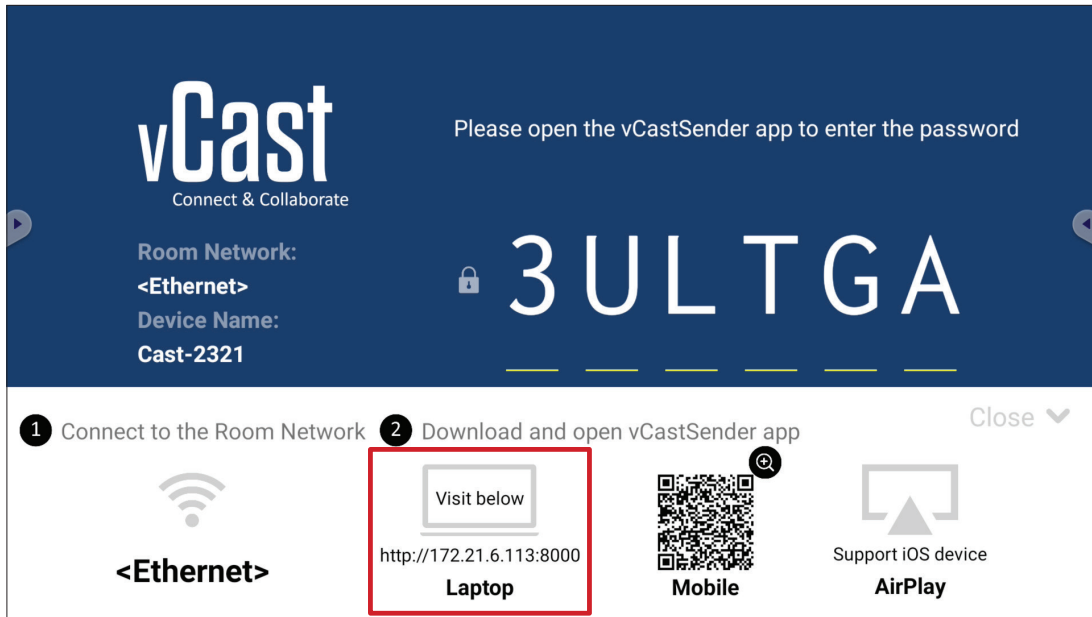 vCast
Connect & Collaborate
Please open the vCastSender app to enter the password
Room Network:
<Ethernet>
Device Name:
Cast-2321
3ULTGA
1 Connect to the Room Network
2 Download and open vCastSender app
Close
<Ethernet>
Visit below
http://172.21.6.113:8000
Laptop
Mobile
Support iOS device
AirPlay